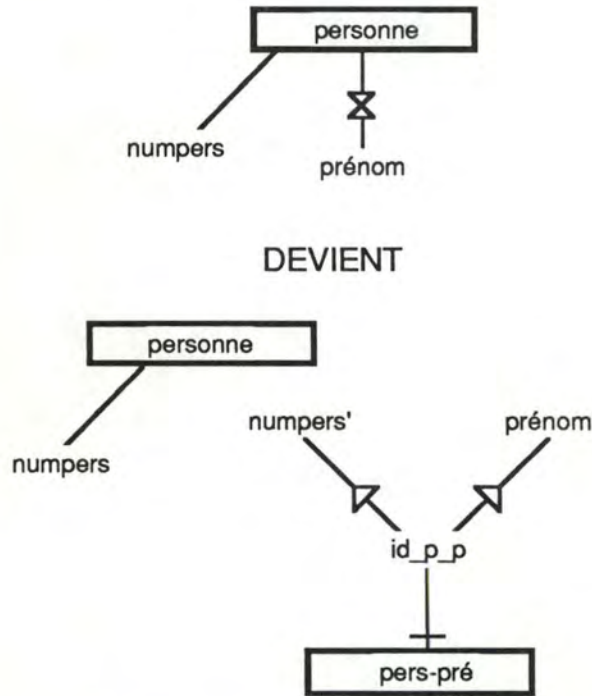 personne
numpers
prénom
DEVIENT
personne
numpers' prénom
numpers
id_p_p
pers-pré